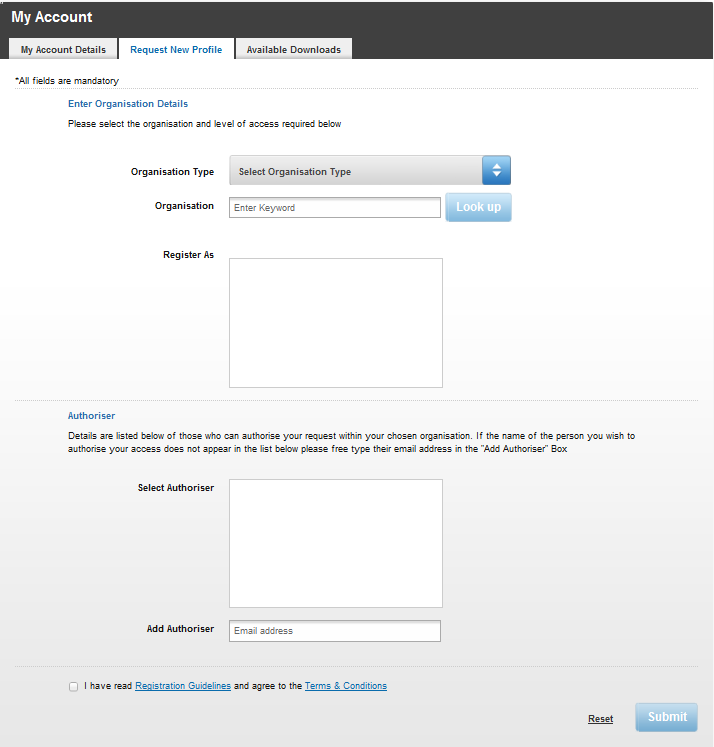 My Account
My Account Details
Request New Profile
Available Downloads
*All fields are mandatory
Enter Organisation Details
Please select the organisation and level of access required below
Organisation Type
Select Organisation Type
Organisation
Enter Keyword
Look up
Register As
Authoriser
Details are listed below of those who can authorise your request within your chosen organisation. If the name of the person you wish to
authorise your access does not appear in the list below please free type their email address in the "Add Authoriser" Box
Select Authoriser
Add Authoriser
Email address
I have read Registration Guidelines and agree to the Terms & Conditions
Reset
Submit